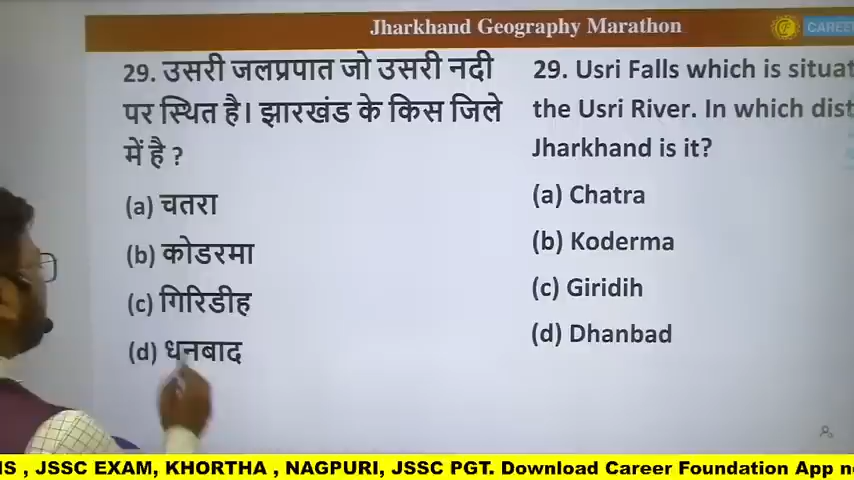 Jharkhand Geography Marathon
CAREER
29. उसरी जलप्रपात जो उसरी नदी
पर स्थित है। झारखंड के किस जिले
में है ?
(a) चतरा
(b) कोडरमा
(c) गिरिडीह
(d) धनबाद
29. Usri Falls which is situat
the Usri River. In which dist
Jharkhand is it?
(a) Chatra
(b) Koderma
(c) Giridih
(d) Dhanbad
MS , JSSC EXAM, KHORTHA , NAGPURI, JSSC PGT. Download Career Foundation App n